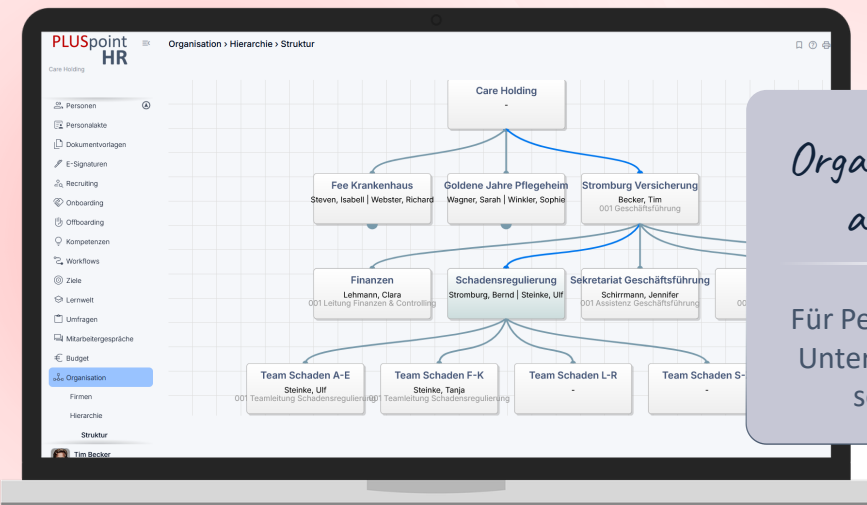 PLUSpoint
HR
Care Holding
Organisation › Hierarchie › Struktur
Personen
Personalakte
Dokumentvorlagen
E-Signaturen
Recruiting
Onboarding
Offboarding
Kompetenzen
Workflows
Ziele
Lernwelt
Umfragen
Mitarbeitergespräche
Budget
Organisation
Firmen
Hierarchie
Struktur
Tim Becker
Care Holding
-
Fee Krankenhaus
Steven, Isabell | Webster, Richard
Goldene Jahre Pflegeheim
Wagner, Sarah | Winkler, Sophie
Stromburg Versicherung
Becker, Tim
001 Geschäftsführung
Finanzen
Lehmann, Clara
001 Leitung Finanzen & Controlling
Schadensregulierung
Stromburg, Bernd | Steinke, Ulf
Sekretariat Geschäftsführung
Schirrmann, Jennifer
001 Assistenz Geschäftsführung
00
Team Schaden A-E
Steinke, Ulf
001 Teamleitung Schadensregulierung
Team Schaden F-K
Steinke, Tanja
001 Teamleitung Schadensregulierung
Team Schaden L-R
-
Team Schaden S-
-
Orga
a
Für Pe
Unter
s